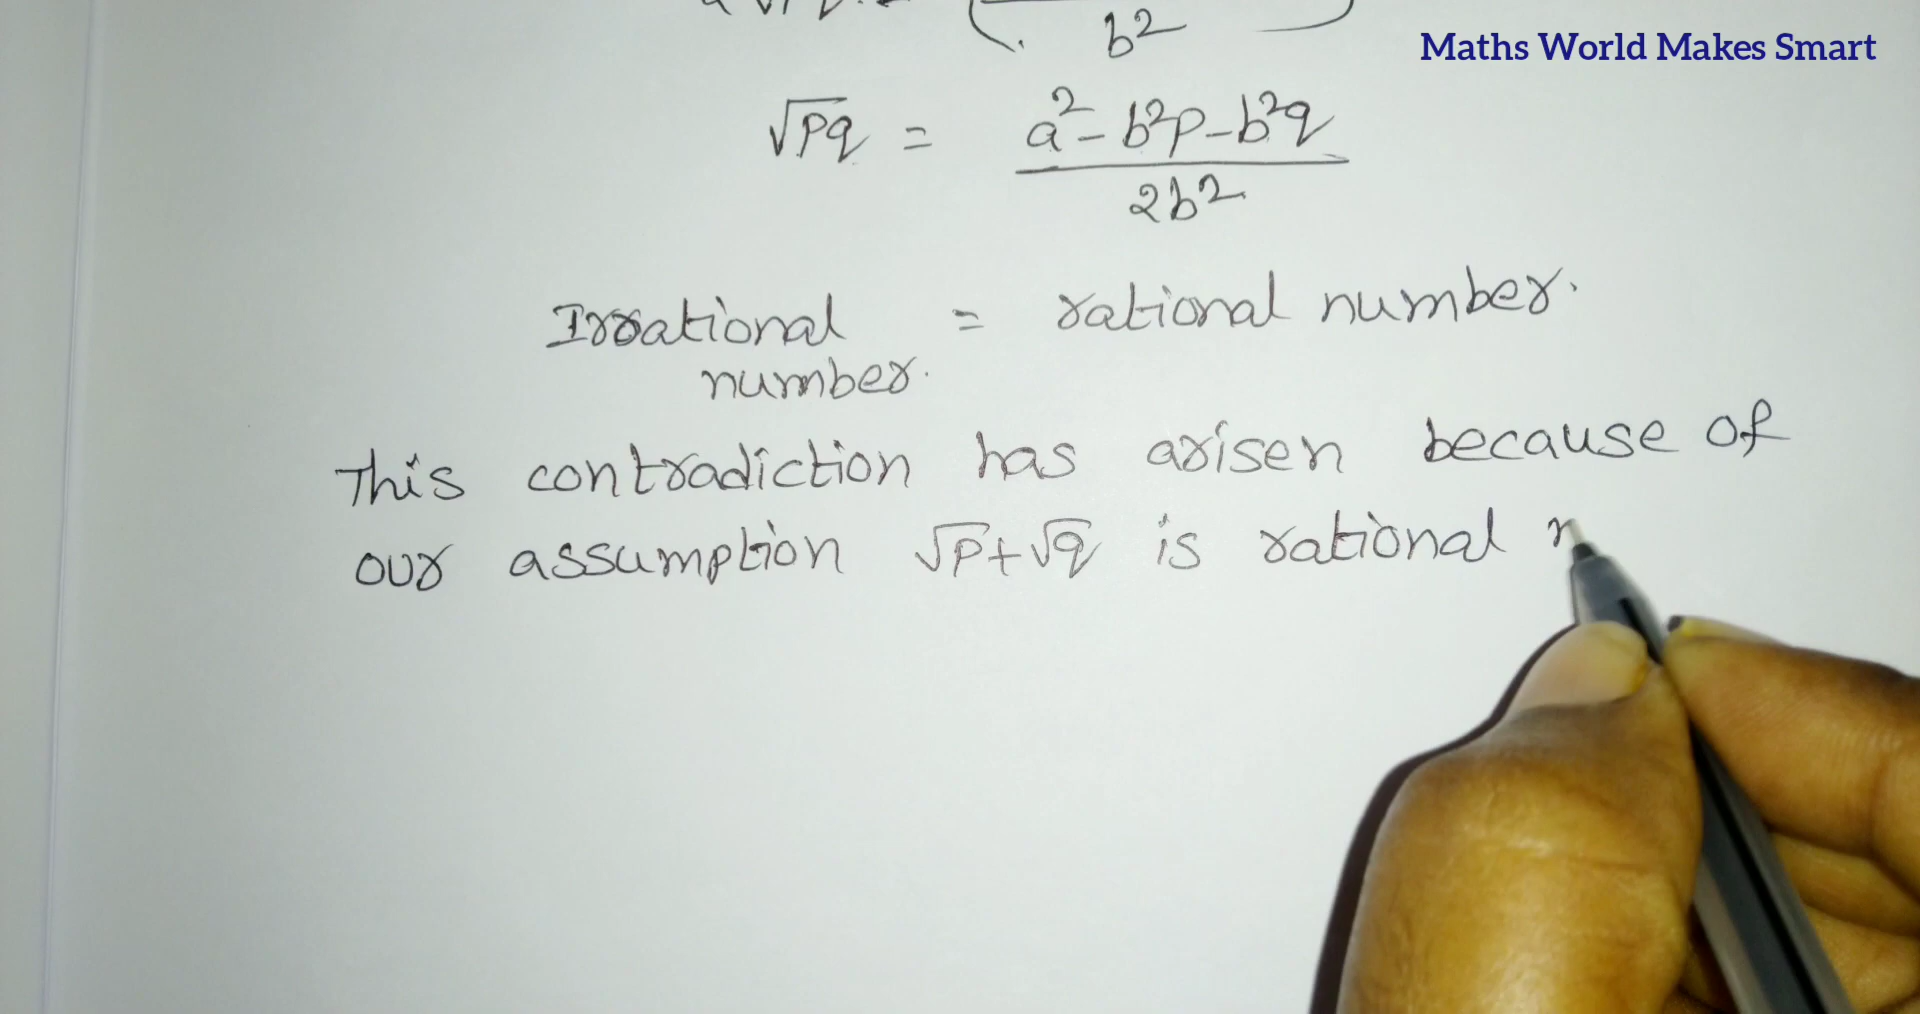 b²
Maths World Makes Smart
√pq = a² - b²p - b²q / 2b²
Irrational number. = rational number.
This contradiction has arisen because of
our assumption √p + √q is rational n